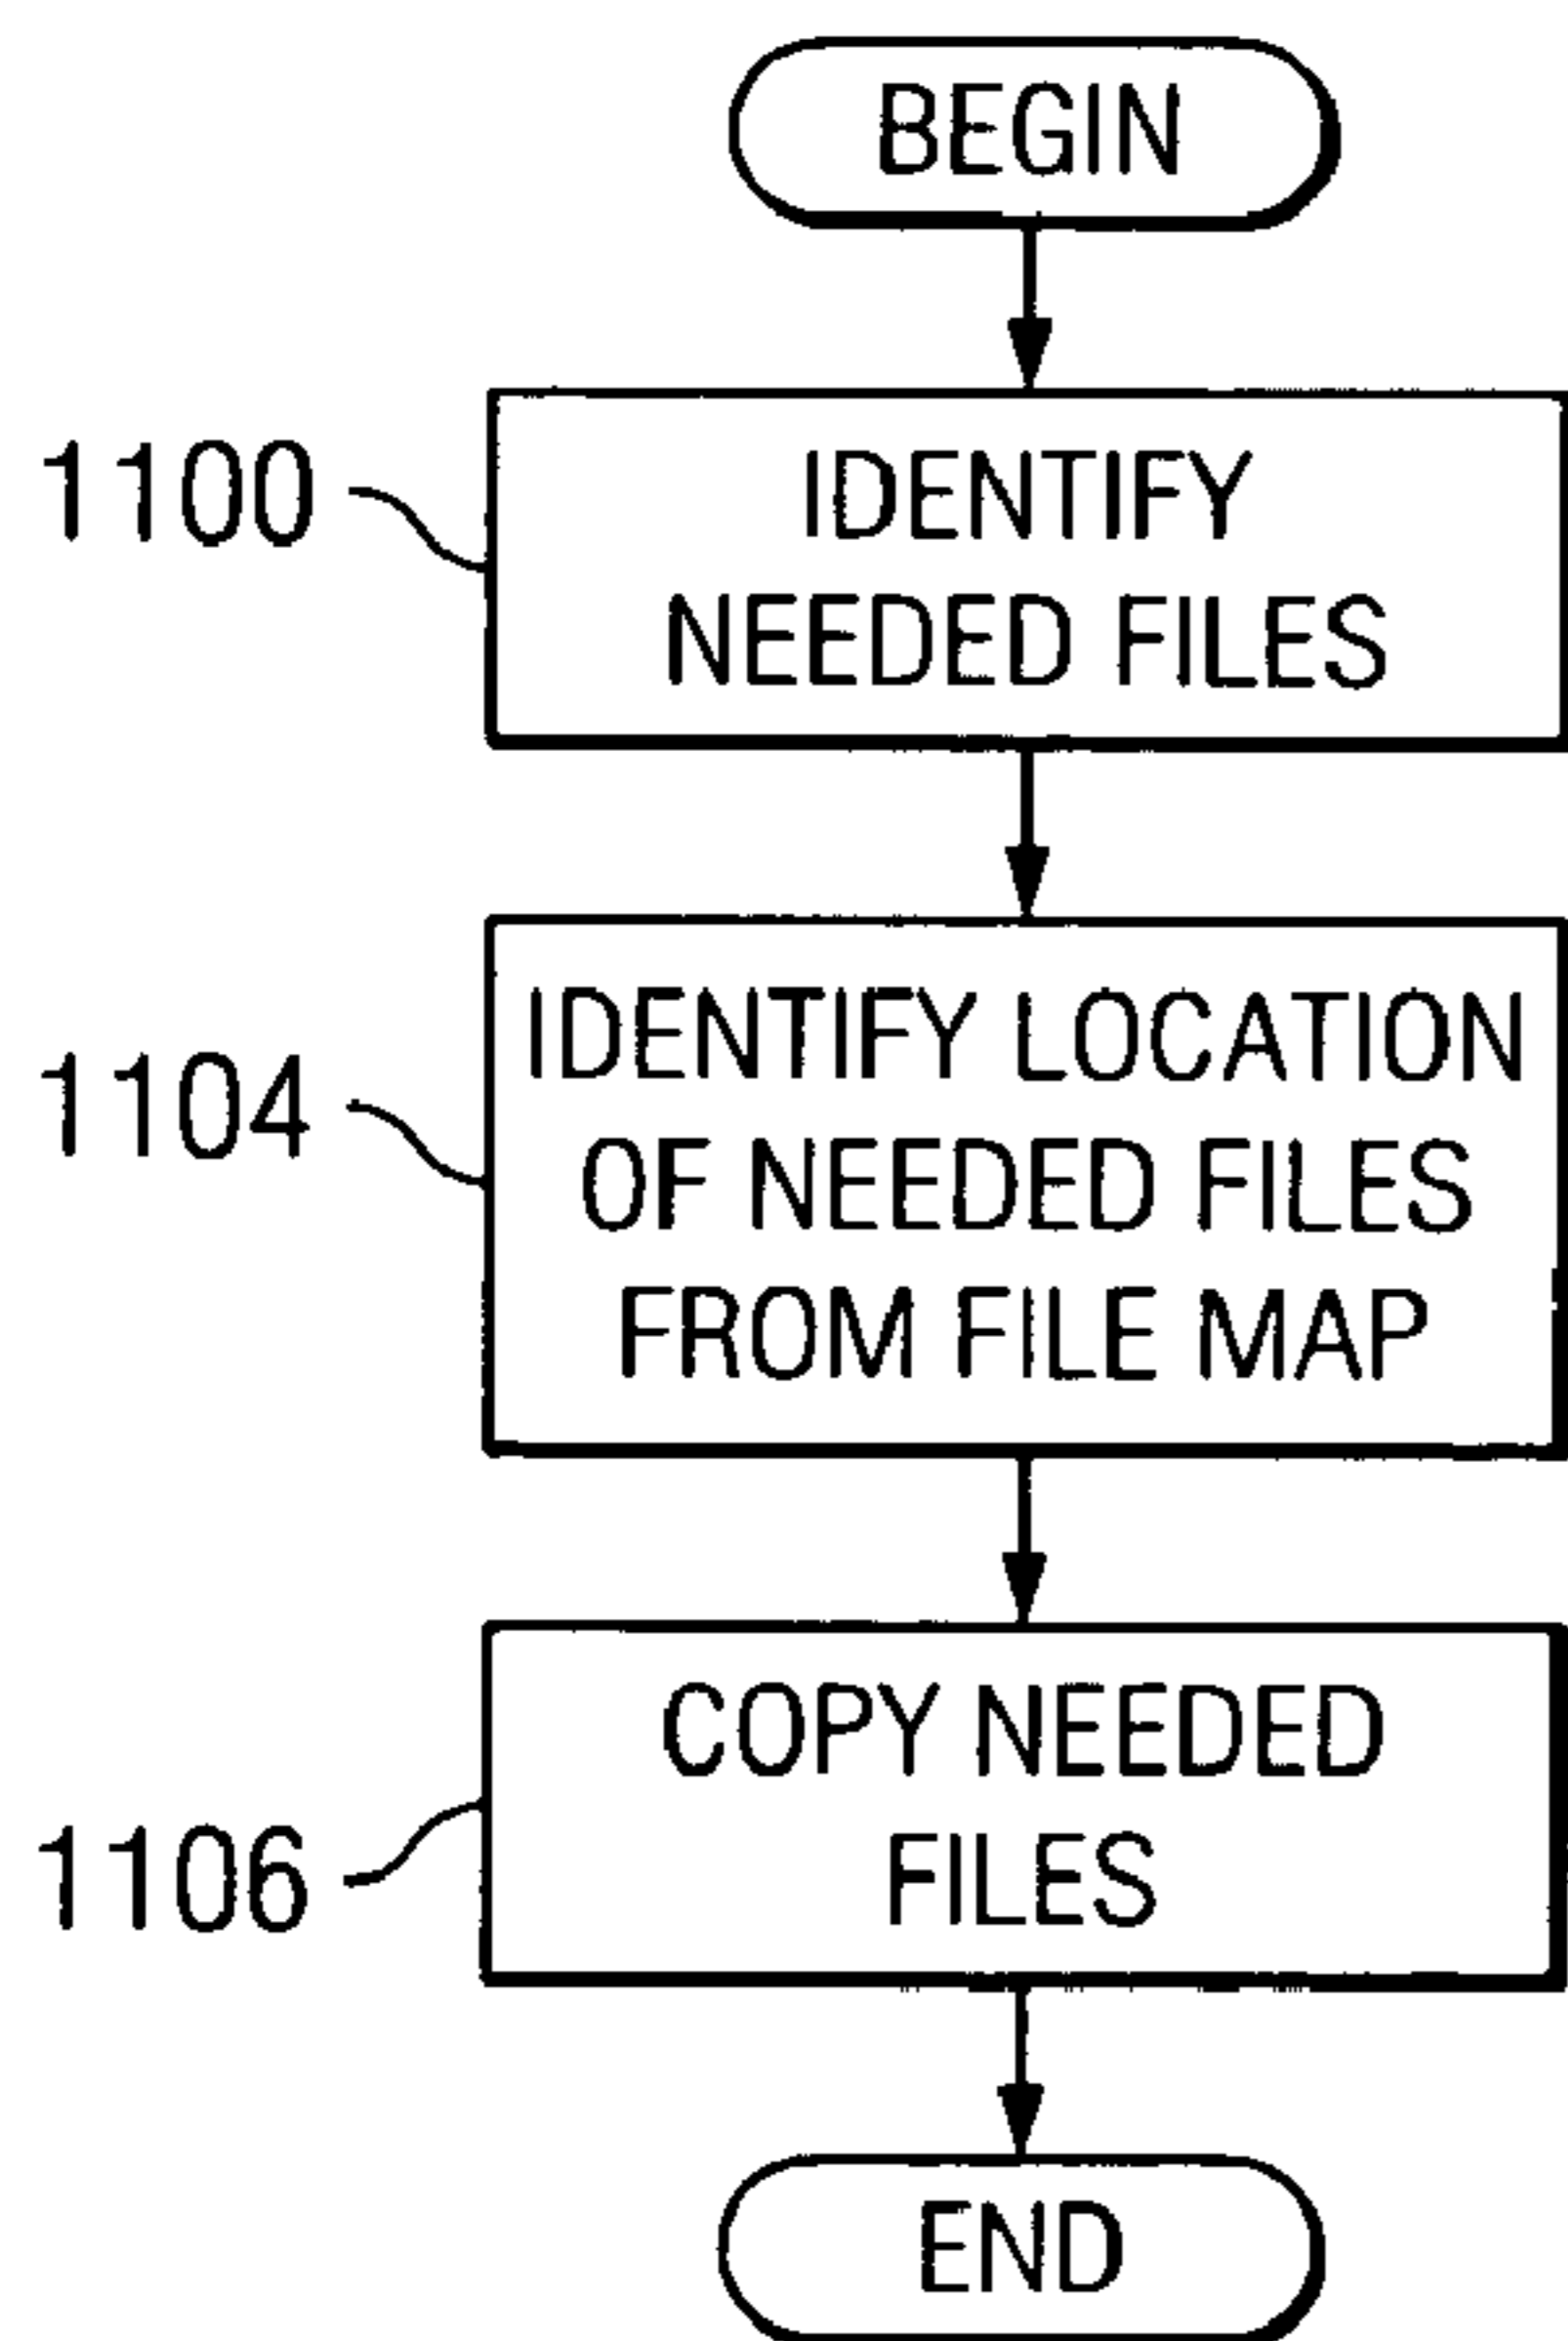 BEGIN
1100
IDENTIFY
NEEDED FILES
1104
IDENTIFY LOCATION
OF NEEDED FILES
FROM FILE MAP
1106
COPY NEEDED
FILES
END